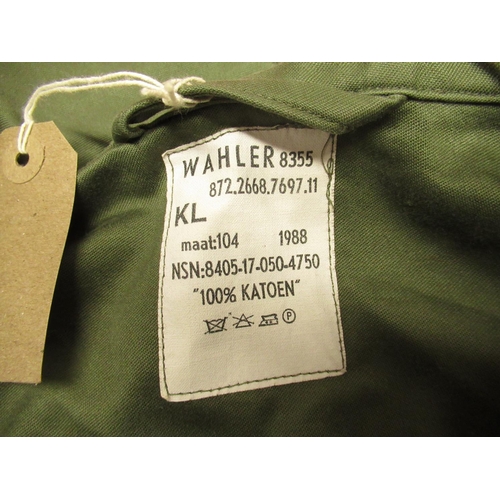 WAHLER 8355
872.2668.7697.11
KL
maat:104 1988
NSN:8405-17-050-4750
"100% KATOEN"
P